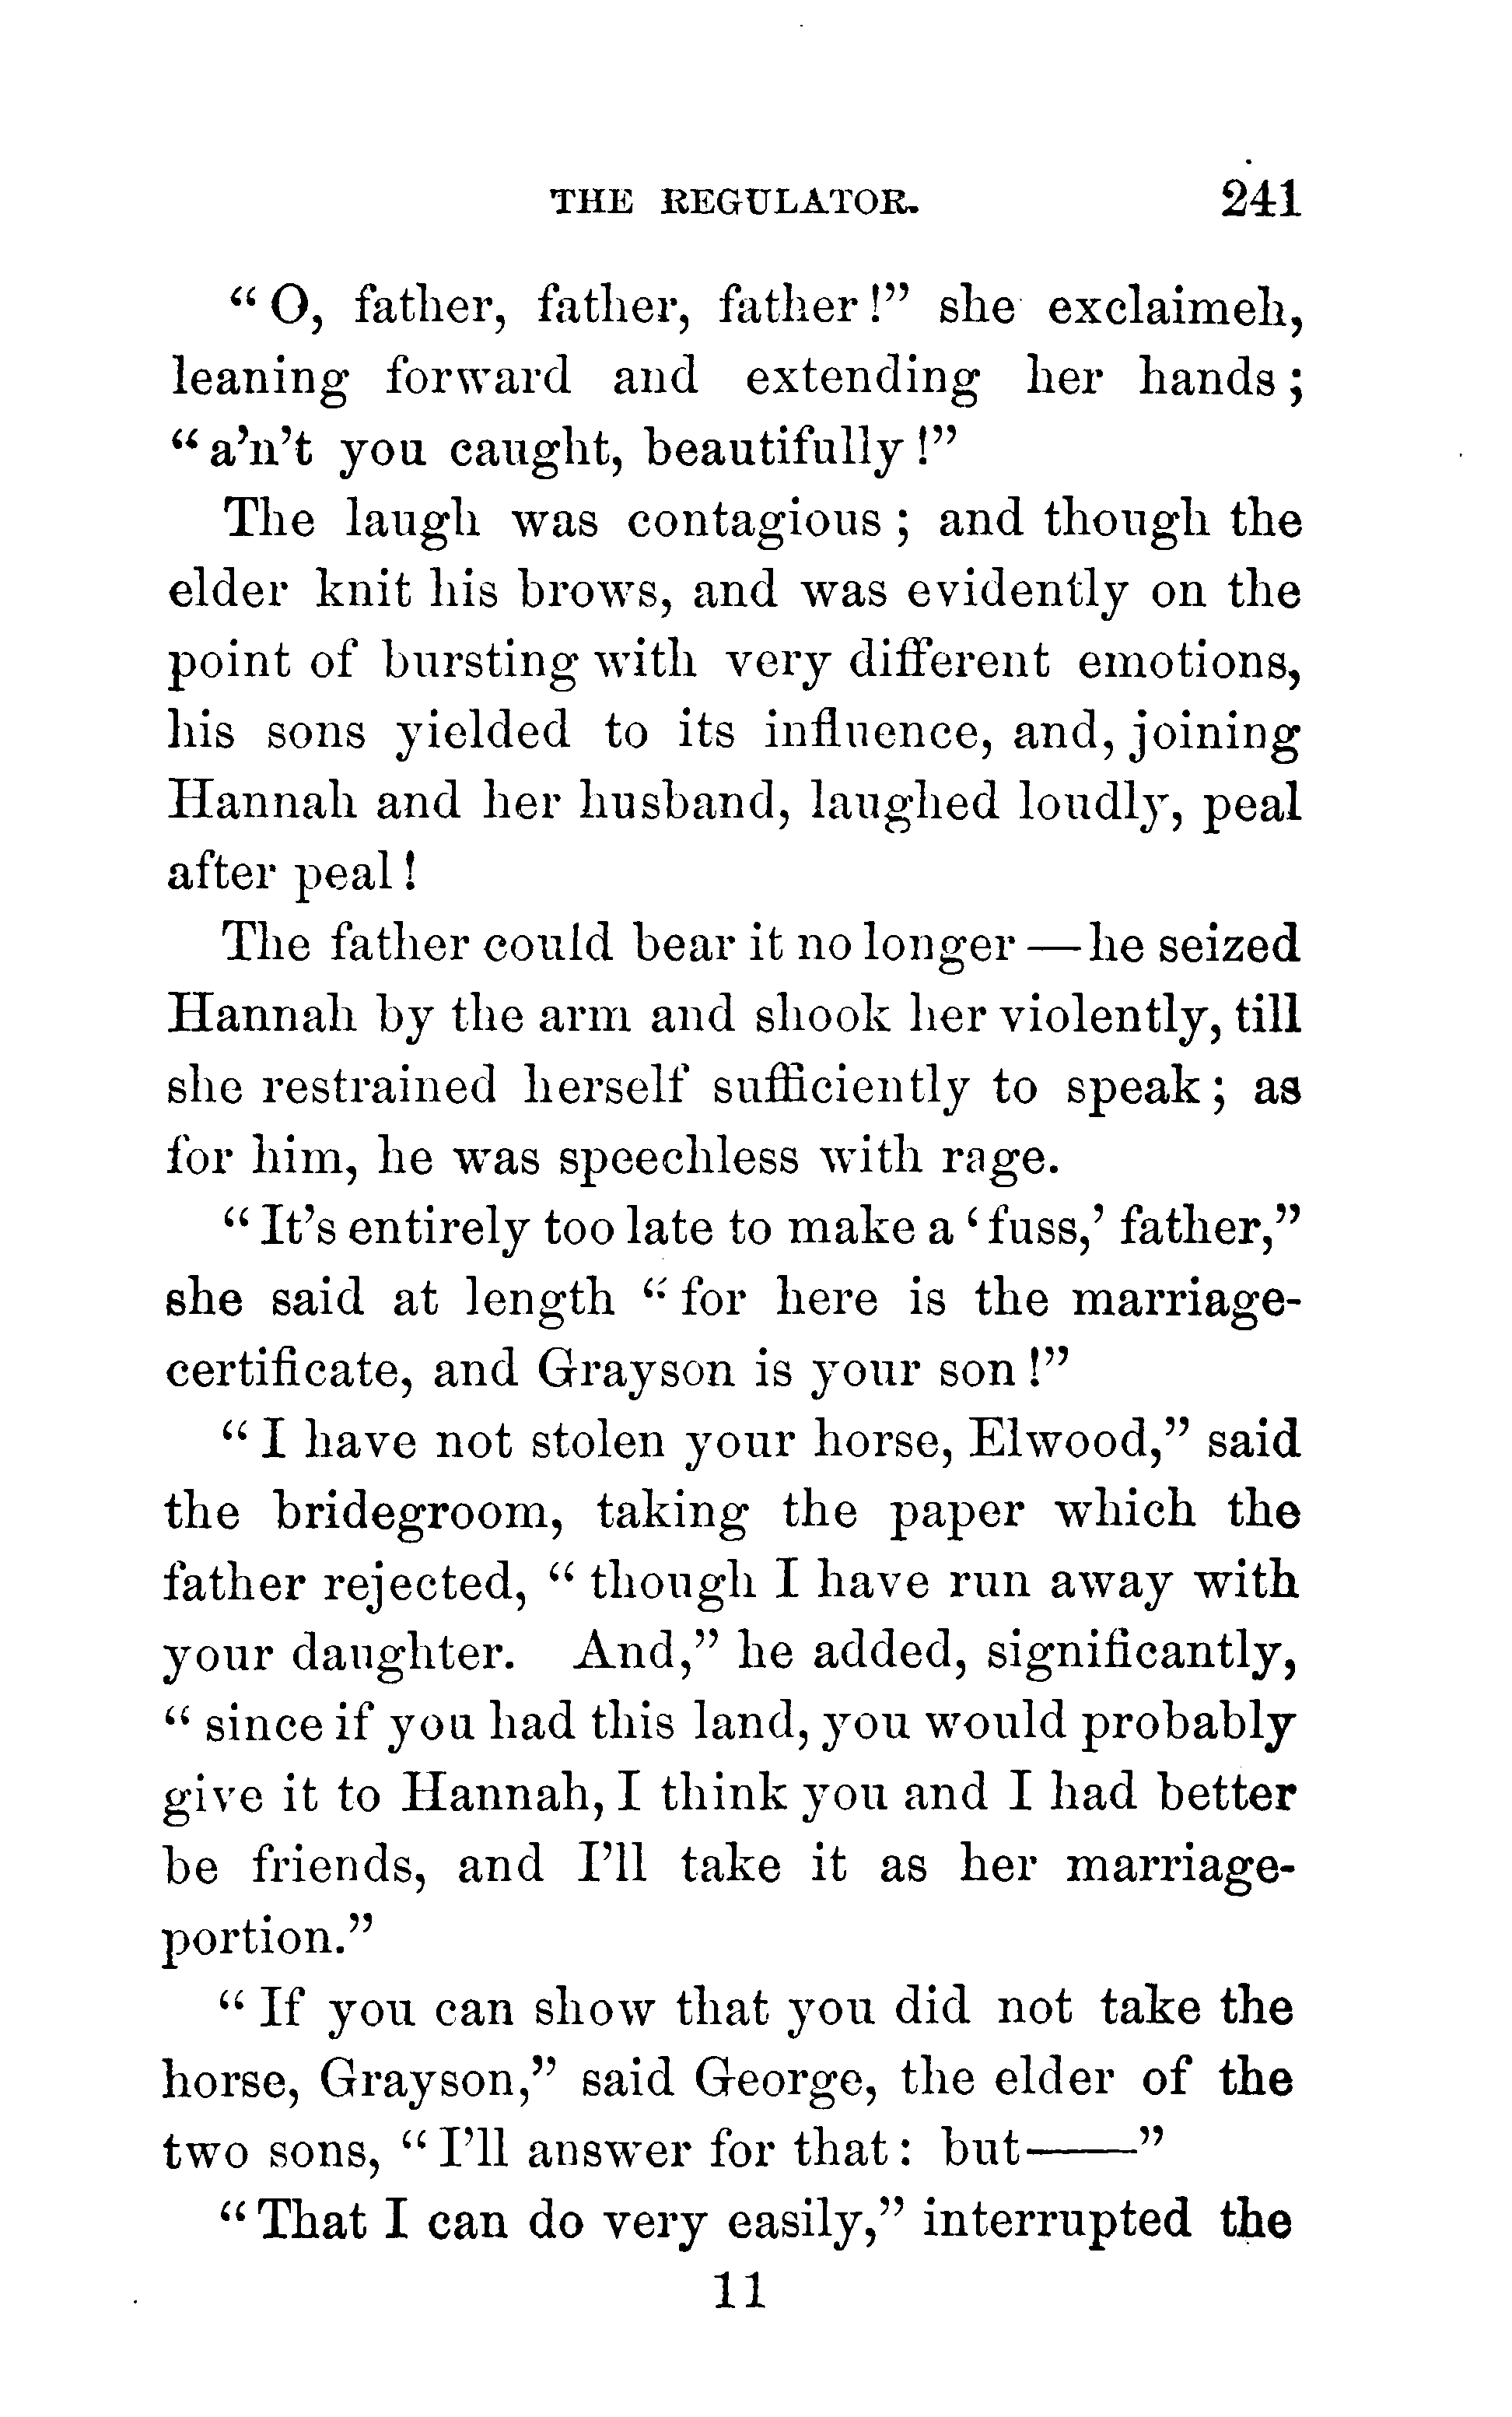 THE REGULATOR. 241
“O, father, father, father!” she exclaimeh,
leaning forward and extending her hands;
“a’n’t you caught, beautifully!”
The laugh was contagious; and though the
elder knit his brows, and was evidently on the
point of bursting with very different emotions,
his sons yielded to its influence, and, joining
Hannah and her husband, laughed loudly, peal
after peal!
The father could bear it no longer—he seized
Hannah by the arm and shook her violently, till
she restrained herself sufficiently to speak; as
for him, he was speechless with rage.
“It’s entirely too late to make a ‘fuss,’ father,”
she said at length “for here is the marriage-
certificate, and Grayson is your son!”
“I have not stolen your horse, Elwood,” said
the bridegroom, taking the paper which the
father rejected, “though I have run away with
your daughter. And,” he added, significantly,
“since if you had this land, you would probably
give it to Hannah, I think you and I had better
be friends, and I’ll take it as her marriage-
portion.”
“If you can show that you did not take the
horse, Grayson,” said George, the elder of the
two sons, “I’ll answer for that: but——”
“That I can do very easily,” interrupted the
11